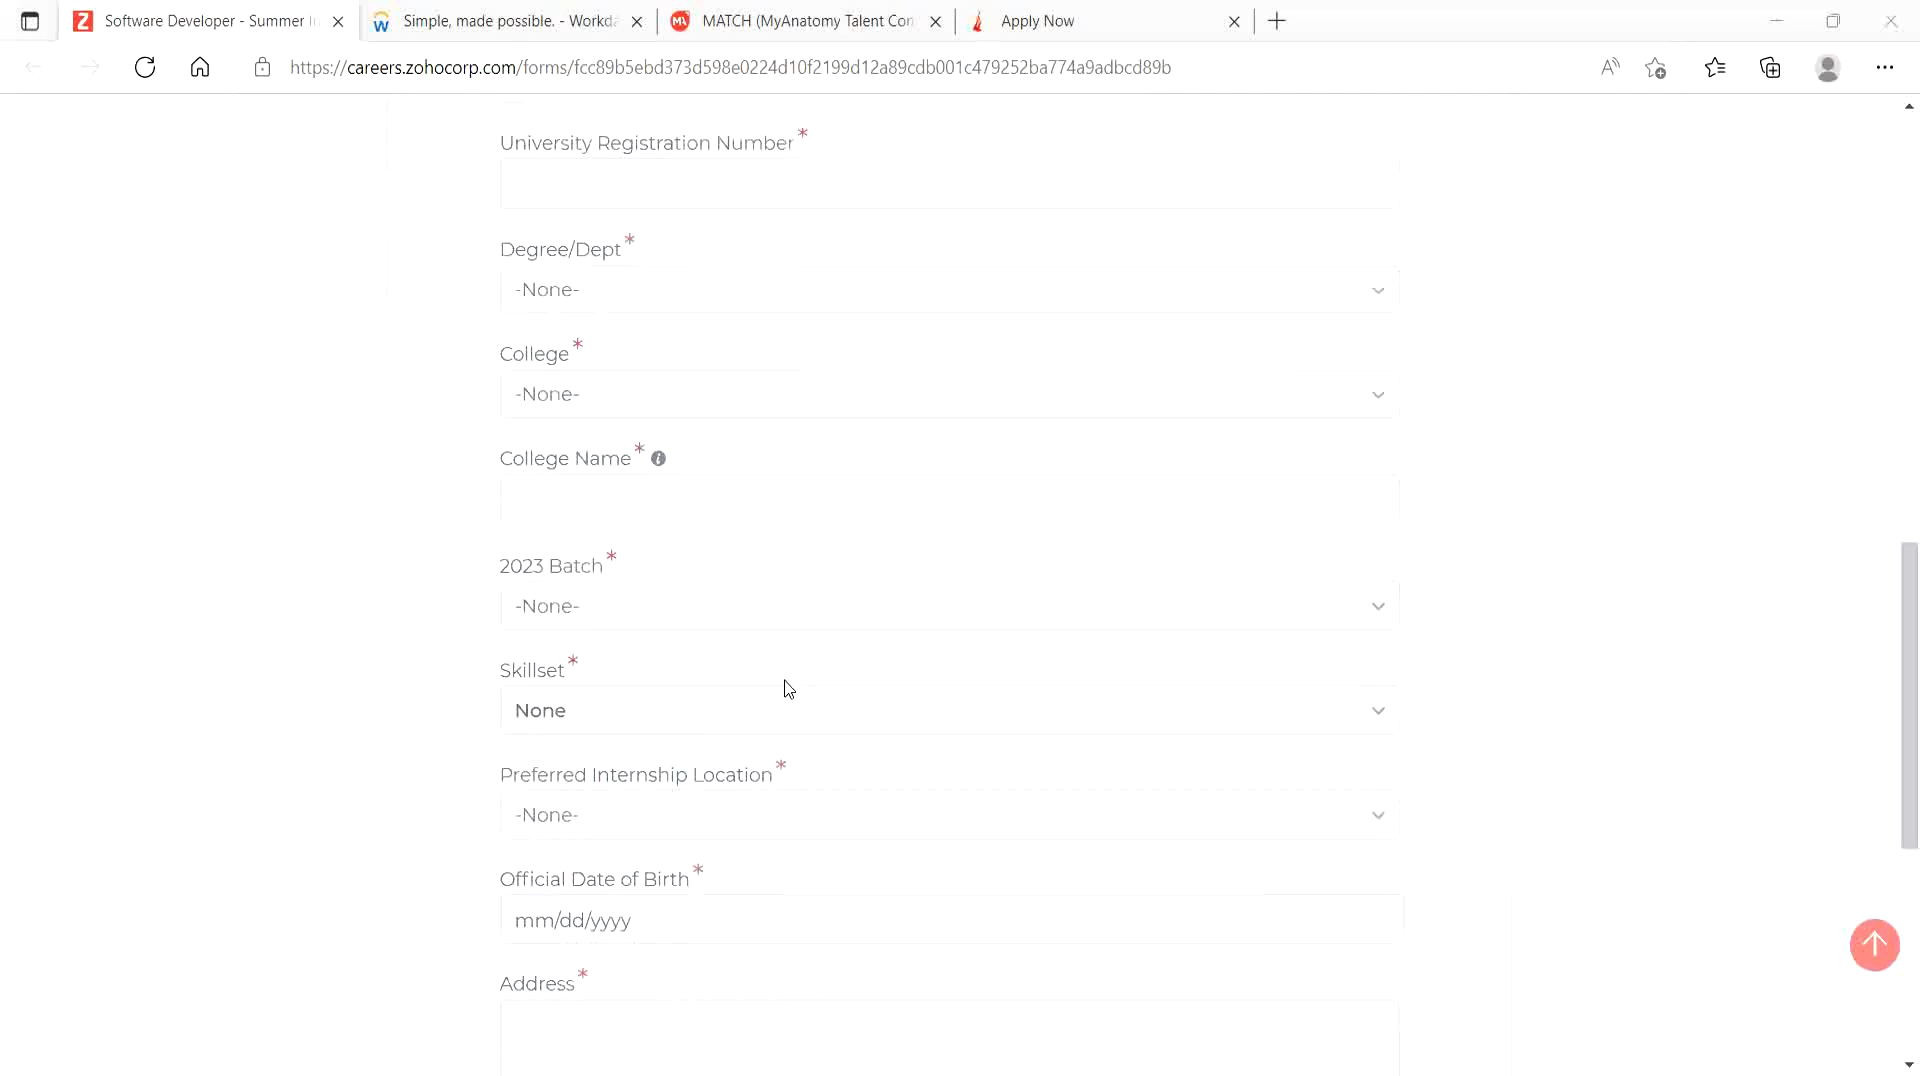 Software Developer - Summer I
Simple, made possible. - Workda
MATCH (MyAnatomy Talent Con
Apply Now
https://careers.zohocorp.com/forms/fcc89b5ebd373d598e0224d10f2199d12a89cdb001c479252ba774a9adbcd89b
University Registration Number*
Degree/Dept*
-None-
College*
-None-
College Name*
2023 Batch*
-None-
Skillset*
None
Preferred Internship Location*
-None-
Official Date of Birth*
mm/dd/yyyy
Address*